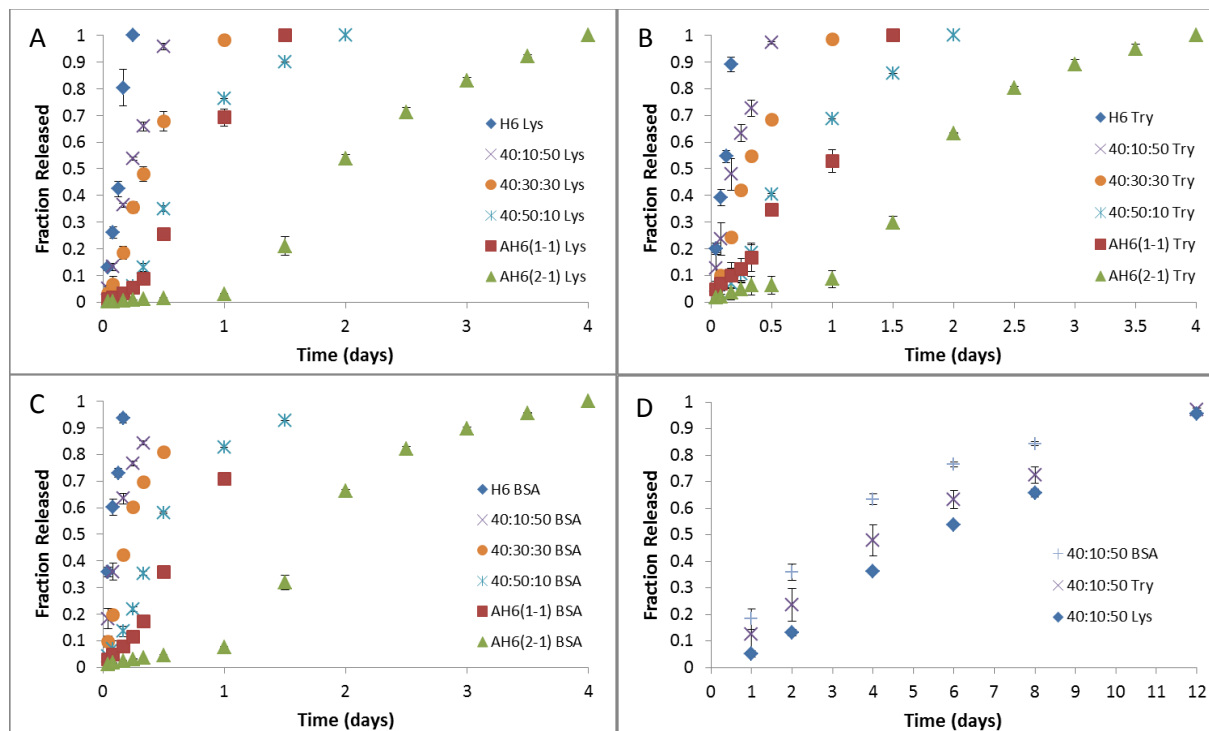 A
Fraction Released
1
0.9
0.8
0.7
0.6
0.5
0.4
0.3
0.2
0.1
0
H6 Lys
40:10:50 Lys
40:30:30 Lys
40:50:10 Lys
AH6(1-1) Lys
AH6(2-1) Lys
0 1 2 3 4
Time (days)
B
Fraction Released
1
0.9
0.8
0.7
0.6
0.5
0.4
0.3
0.2
0.1
0
H6 Try
40:10:50 Try
40:30:30 Try
40:50:10 Try
AH6(1-1) Try
AH6(2-1) Try
0 0.5 1 1.5 2 2.5 3 3.5 4
Time (days)
C
Fraction Released
1
0.9
0.8
0.7
0.6
0.5
0.4
0.3
0.2
0.1
0
H6 BSA
40:10:50 BSA
40:30:30 BSA
40:50:10 BSA
AH6(1-1) BSA
AH6(2-1) BSA
0 1 2 3 4
Time (days)
D
Fraction Released
1
0.9
0.8
0.7
0.6
0.5
0.4
0.3
0.2
0.1
0
40:10:50 BSA
40:10:50 Try
40:10:50 Lys
0 1 2 3 4 5 6 7 8 9 10 11 12
Time (days)